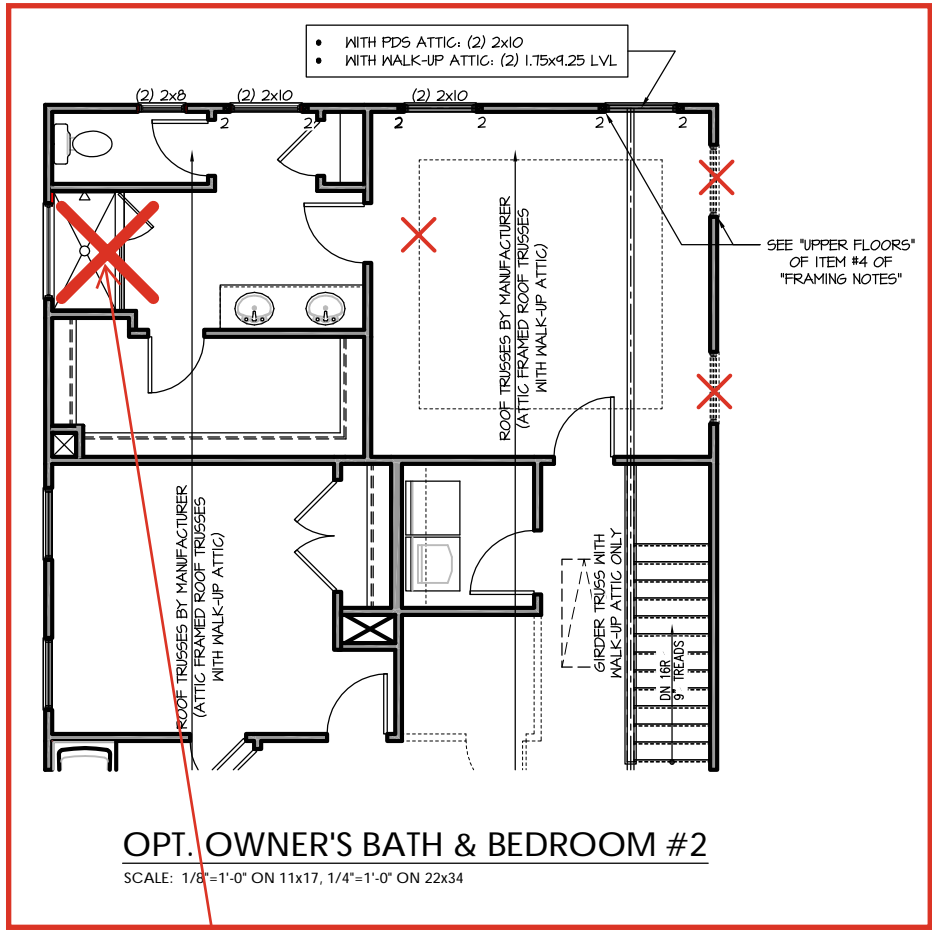 • WITH PDS ATTIC: (2) 2x10
• WITH WALK-UP ATTIC: (2) 1.75x9.25 LVL
(2) 2x8
(2) 2x10
(2) 2x10
2
2
2
2
2
2
SEE "UPPER FLOORS"
OF ITEM #4 OF
"FRAMING NOTES"
ROOF TRUSSES BY MANUFACTURER
(ATTIC FRAMED ROOF TRUSSES
WITH WALK-UP ATTIC)
ROOF TRUSSES BY MANUFACTURER
(ATTIC FRAMED ROOF TRUSSES
WITH WALK-UP ATTIC)
GIRDER TRUSS WITH
WALK-UP ATTIC ONLY
DN 16R
9" TREADS
OPT. OWNER'S BATH & BEDROOM #2
SCALE: 1/8"=1'-0" ON 11x17, 1/4"=1'-0" ON 22x34